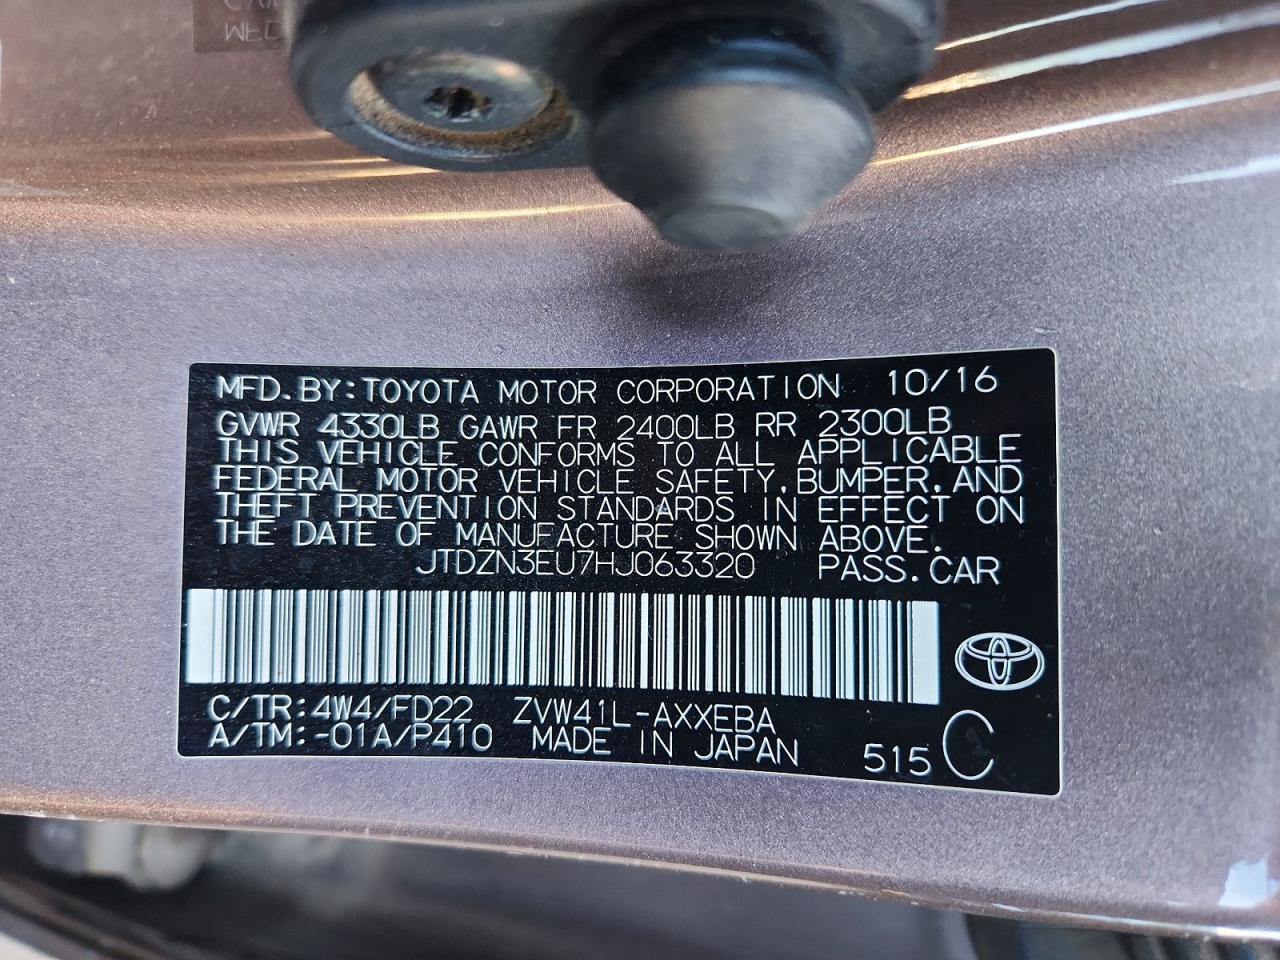 MFD. BY: TOYOTA MOTOR CORPORATION 10/16
GVWR 4330LB GAWR FR 2400LB RR 2300LB
THIS VEHICLE CONFORMS TO ALL APPLICABLE
FEDERAL MOTOR VEHICLE SAFETY, BUMPER, AND
THEFT PREVENTION STANDARDS IN EFFECT ON
THE DATE OF MANUFACTURE SHOWN ABOVE.
JTDZN3EU7HJ063320 PASS. CAR
C/TR: 4W4/FD22 ZVW41L-AXXEBA
A/TM: -01A/P410 MADE IN JAPAN 515 C